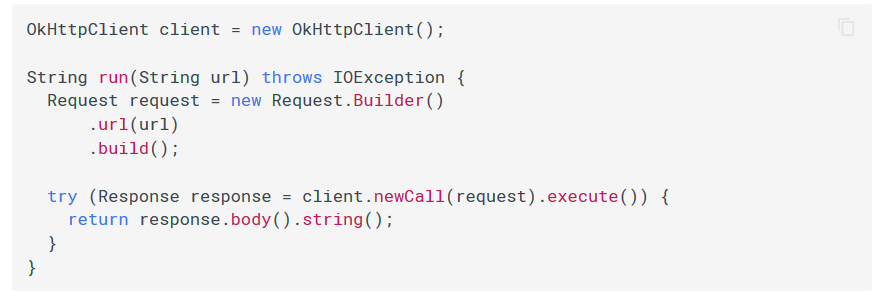 OkHttpClient client = new OkHttpClient();

String run(String url) throws IOException {
  Request request = new Request.Builder()
      .url(url)
      .build();

  try (Response response = client.newCall(request).execute()) {
    return response.body().string();
  }
}